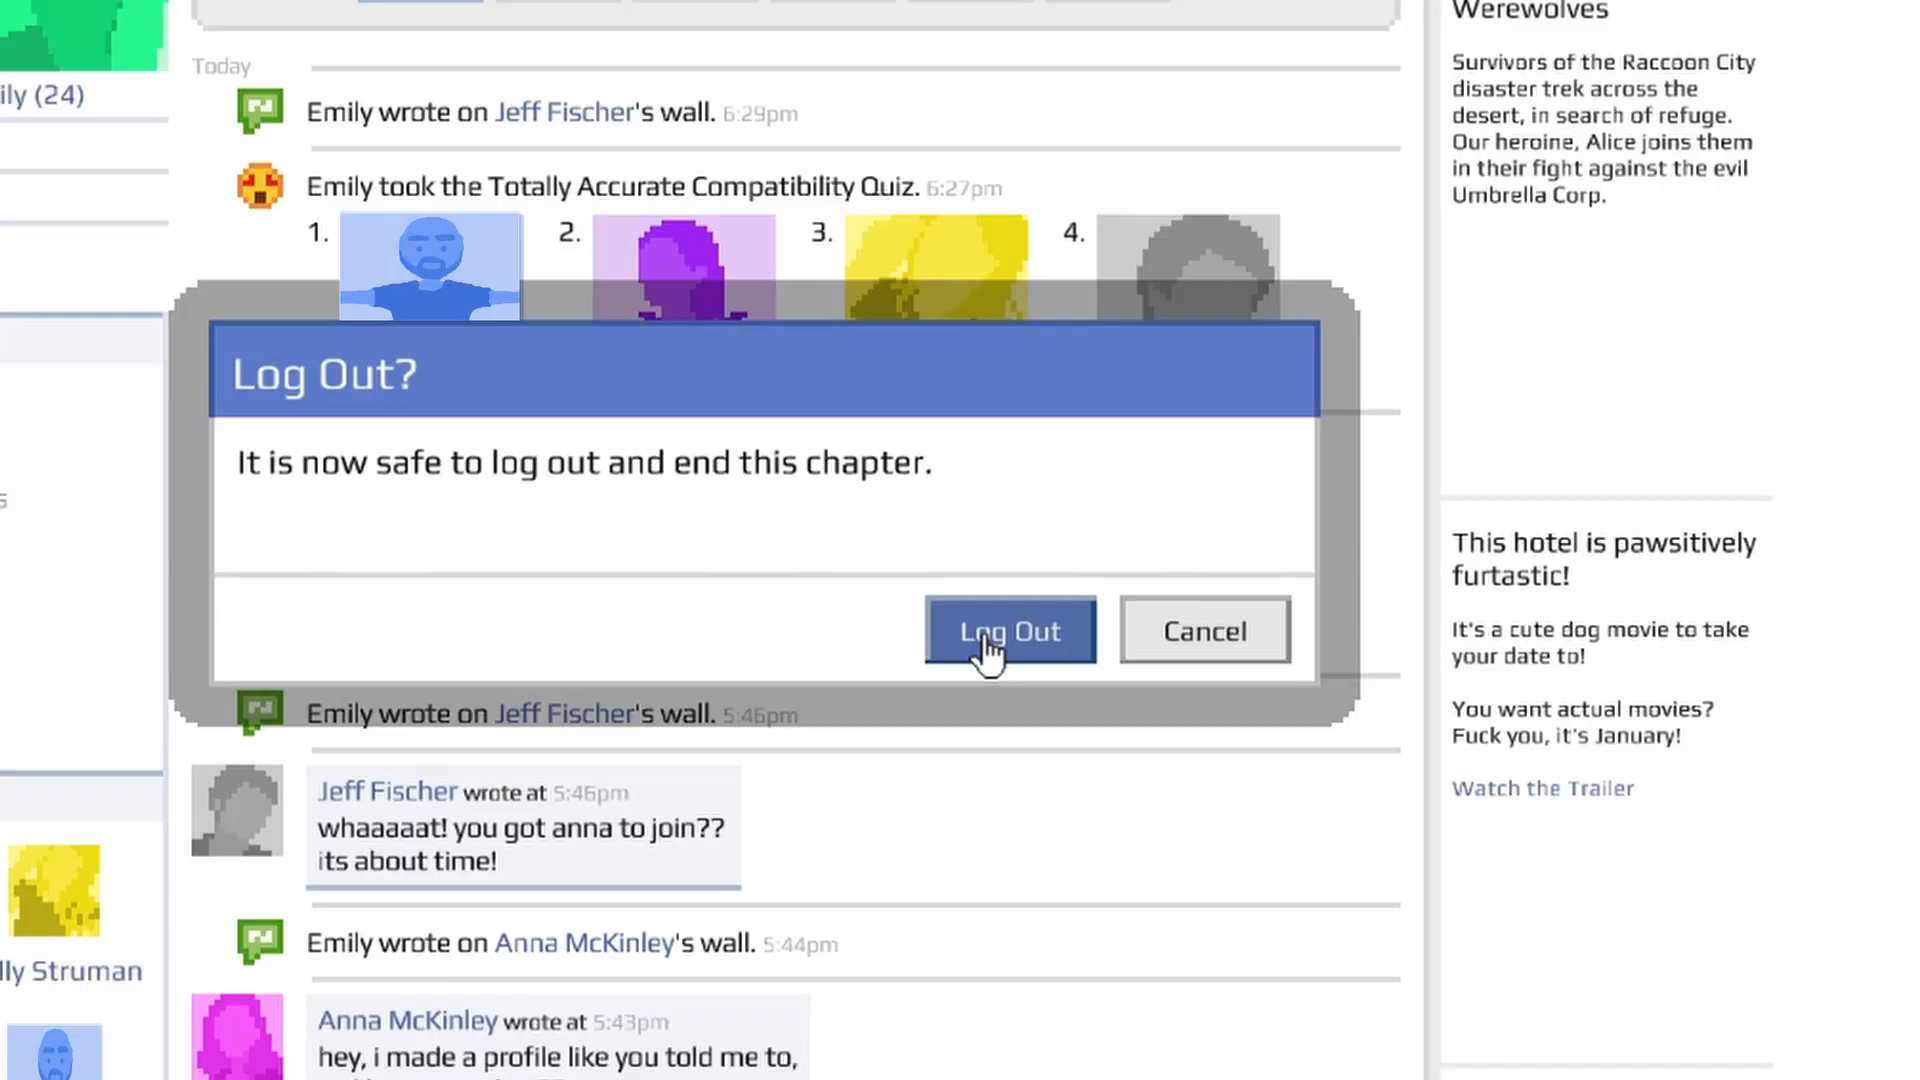 Werewolves
Survivors of the Raccoon City
disaster trek across the
desert, in search of refuge.
Our heroine, Alice joins them
in their fight against the evil
Umbrella Corp.
Today
ily (24)
Emily wrote on Jeff Fischer's wall. 6:29pm
Emily took the Totally Accurate Compatibility Quiz. 6:27pm
1. 2. 3. 4.
Log Out?
It is now safe to log out and end this chapter.
Log Out
Cancel
This hotel is pawsitively
furtastic!
It's a cute dog movie to take
your date to!
You want actual movies?
Fuck you, it's January!
Watch the Trailer
Emily wrote on Jeff Fischer's wall. 5:46pm
Jeff Fischer wrote at 5:46pm
whaaaaat! you got anna to join??
its about time!
Emily wrote on Anna McKinley's wall. 5:44pm
lly Struman
Anna McKinley wrote at 5:43pm
hey, i made a profile like you told me to,